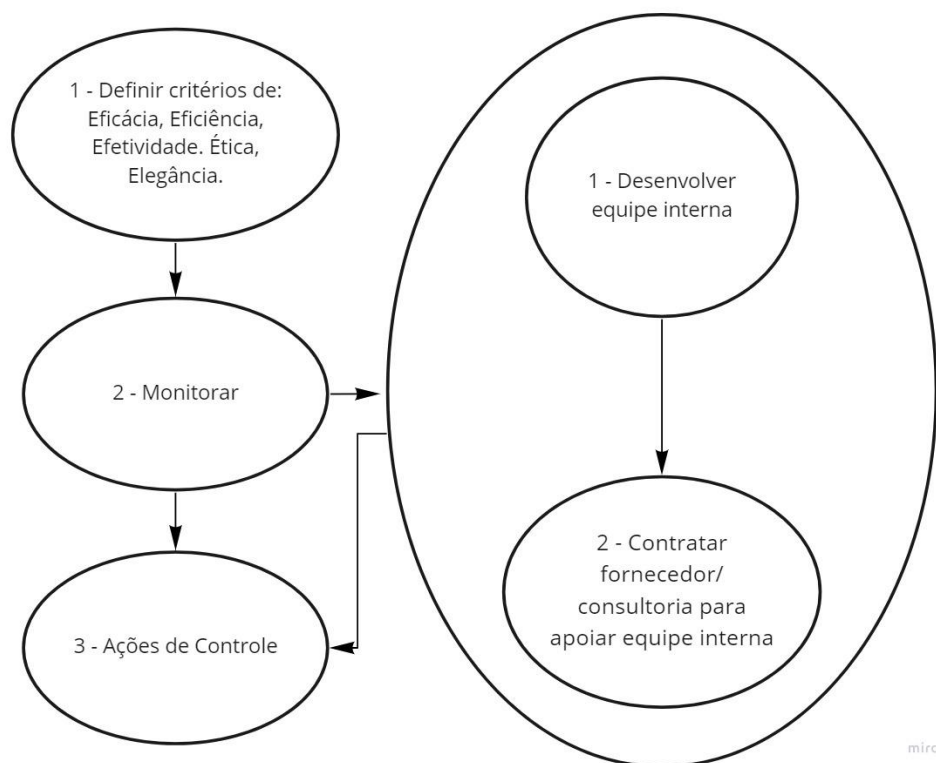 1 - Definir critérios de:
Eficácia, Eficiência,
Efetividade. Ética,
Elegância.
2 - Monitorar
3 - Ações de Controle
1 - Desenvolver
equipe interna
2 - Contratar
fornecedor/
consultoria para
apoiar equipe interna